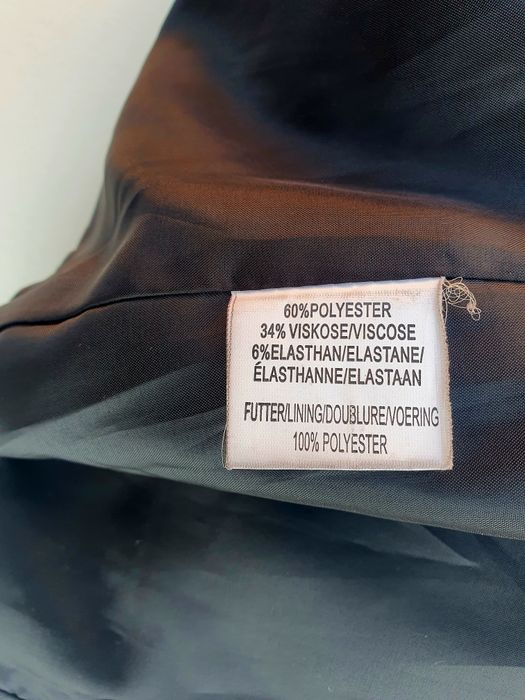 60%POLYESTER
34% VISKOSE/VISCOSE
6%ELASTHAN/ELASTANE/
ÉLASTHANNE/ELASTAAN
FUTTER/LINING/DOUBLURE/VOERING
100% POLYESTER